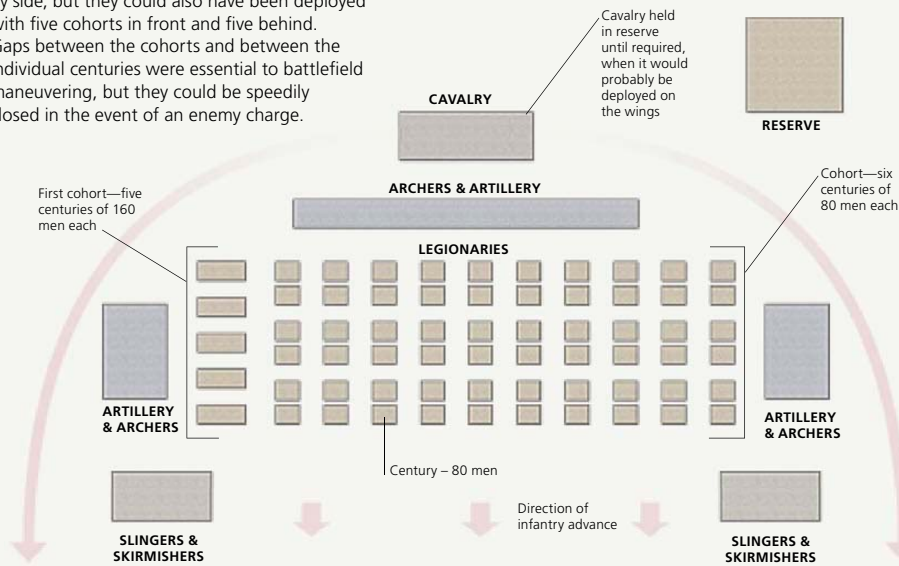 y side, but they could also have been deployed
with five cohorts in front and five behind.
Gaps between the cohorts and between the
ndividual centuries were essential to battlefield
maneuvering, but they could be speedily
losed in the event of an enemy charge.
Cavalry held
in reserve
until required,
when it would
probably be
deployed on
the wings
RESERVE
CAVALRY
ARCHERS & ARTILLERY
LEGIONARIES
First cohort—five
centuries of 160
men each
Cohort—six
centuries of
80 men each
ARTILLERY
& ARCHERS
ARTILLERY
& ARCHERS
Century – 80 men
Direction of
infantry advance
SLINGERS &
SKIRMISHERS
SLINGERS &
SKIRMISHERS